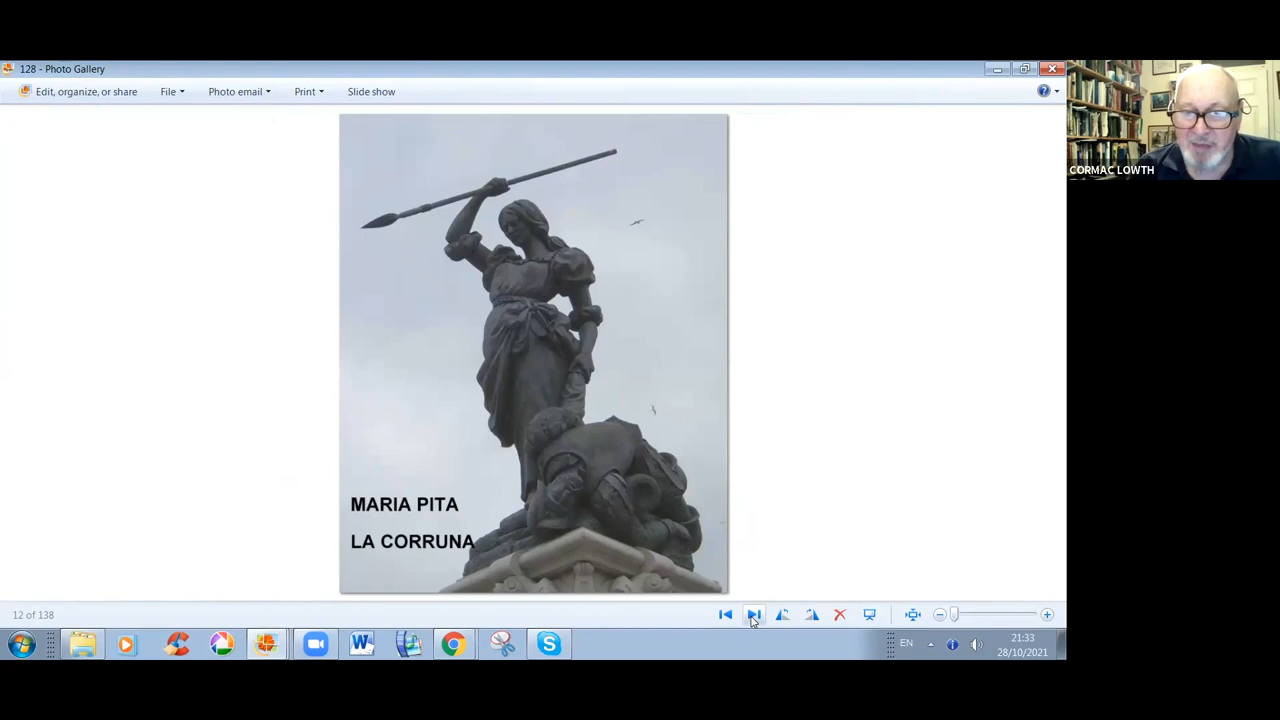 128 - Photo Gallery
Edit, organize, or share
File
Photo email
Print
Slide show
CORMAC LOWTH
MARIA PITA
LA CORRUNA
12 of 138
EN
21:33
28/10/2021